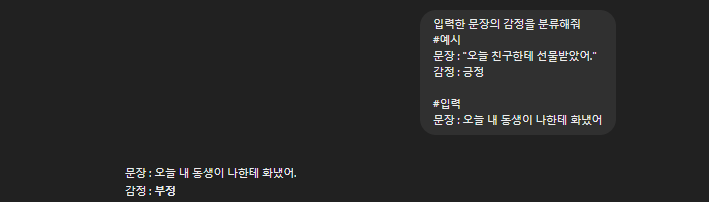 입력한 문장의 감정을 분류해줘
#예시
문장 : "오늘 친구한테 선물받았어."
감정 : 긍정
#입력
문장 : 오늘 내 동생이 나한테 화냈어
문장 : 오늘 내 동생이 나한테 화냈어.
감정 : 부정